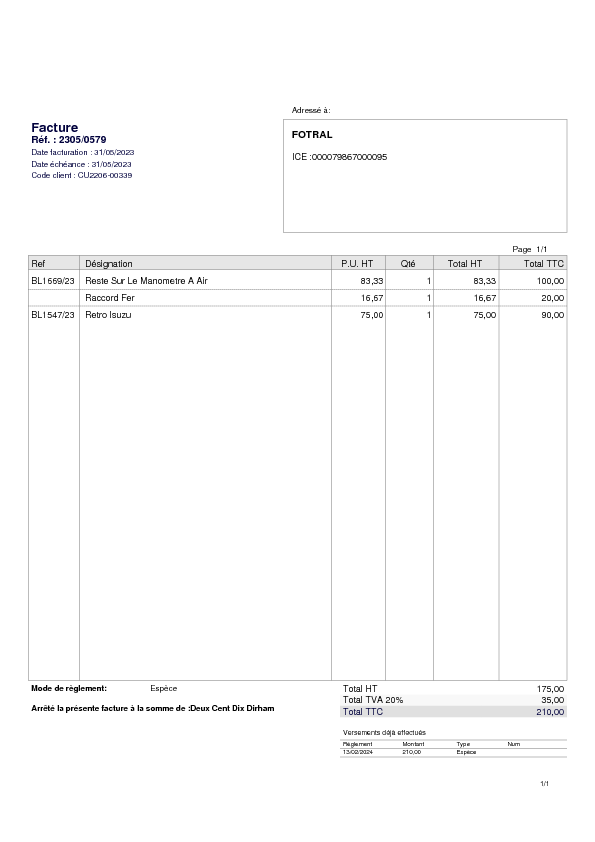 Adressé à:
Facture
Réf. : 2305/0579
Date facturation : 31/05/2023
Date échéance : 31/05/2023
Code client : CU2206-00339
FOTRAL
ICE :000079867000095
Page 1/1
Ref Désignation P.U. HT Qté Total HT Total TTC
BL1669/23 Reste Sur Le Manometre A Air 83,33 1 83,33 100,00
Raccord Fer 16,67 1 16,67 20,00
BL1547/23 Retro Isuzu 75,00 1 75,00 90,00
Mode de règlement: Espèce
Arrêté la présente facture à la somme de :Deux Cent Dix Dirham
Total HT 175,00
Total TVA 20% 35,00
Total TTC 210,00
Versements déjà effectués
Règlement Montant Type Num
13/02/2024 210,00 Espèce
1/1